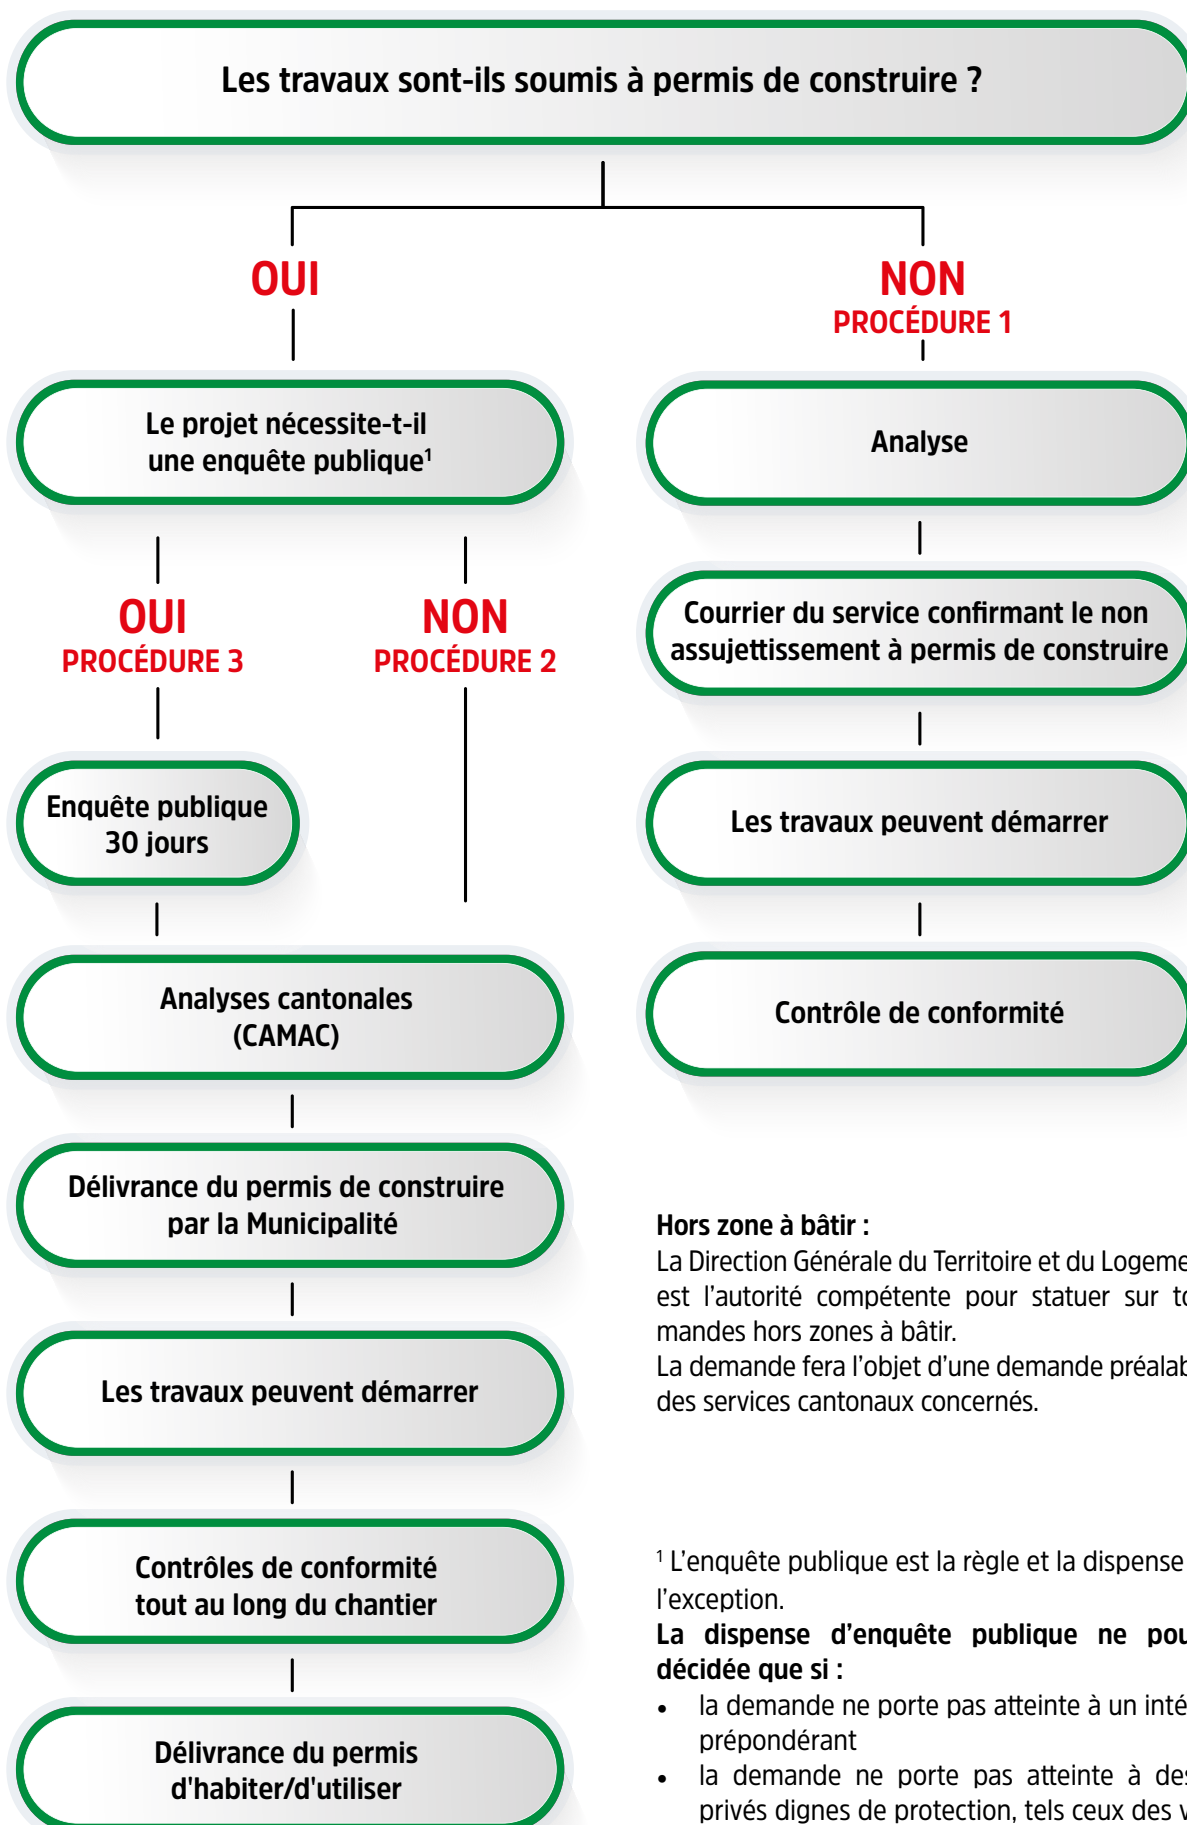 Les travaux sont-ils soumis à permis de construire ?
OUI
NON
PROCÉDURE 1
Le projet nécessite-t-il
une enquête publique¹
Analyse
OUI
PROCÉDURE 3
NON
PROCÉDURE 2
Courrier du service confirmant le non
assujettissement à permis de construire
Enquête publique
30 jours
Les travaux peuvent démarrer
Analyses cantonales
(CAMAC)
Contrôle de conformité
Délivrance du permis de construire
par la Municipalité
Les travaux peuvent démarrer
Contrôles de conformité
tout au long du chantier
Délivrance du permis
d'habiter/d'utiliser
Hors zone à bâtir :
La Direction Générale du Territoire et du
est l’autorité compétente pour statuer sur
mandes hors zones à bâtir.
La demande fera l’objet d’une demande
des services cantonaux concernés.
¹ L’enquête publique est la règle et la dispense
l’exception.
La dispense d’enquête publique ne
décidée que si :
• la demande ne porte pas atteinte à un
prépondérant
• la demande ne porte pas atteinte à
privés dignes de protection, tels ceux des